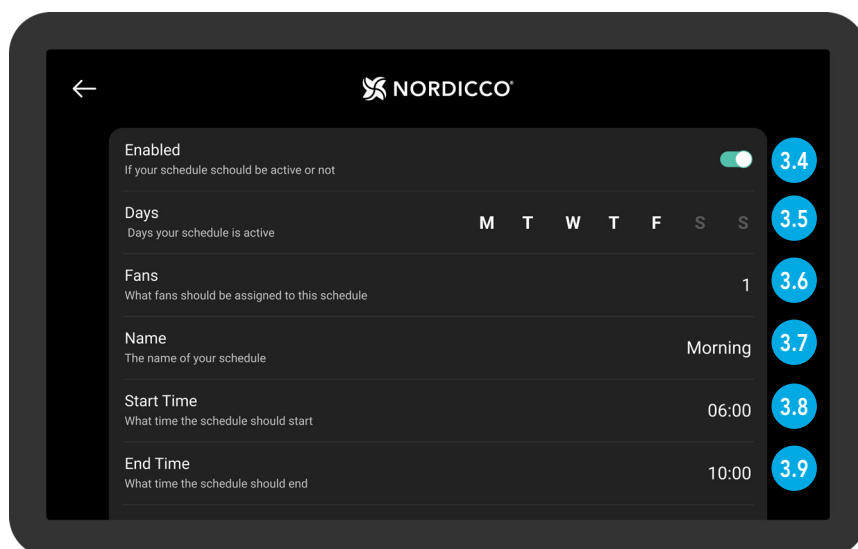 NORDICCO®
Enabled
If your schedule schould be active or not
3.4
Days
Days your schedule is active
M T W T F S S
3.5
Fans
What fans should be assigned to this schedule
1
3.6
Name
The name of your schedule
Morning
3.7
Start Time
What time the schedule should start
06:00
3.8
End Time
What time the schedule should end
10:00
3.9